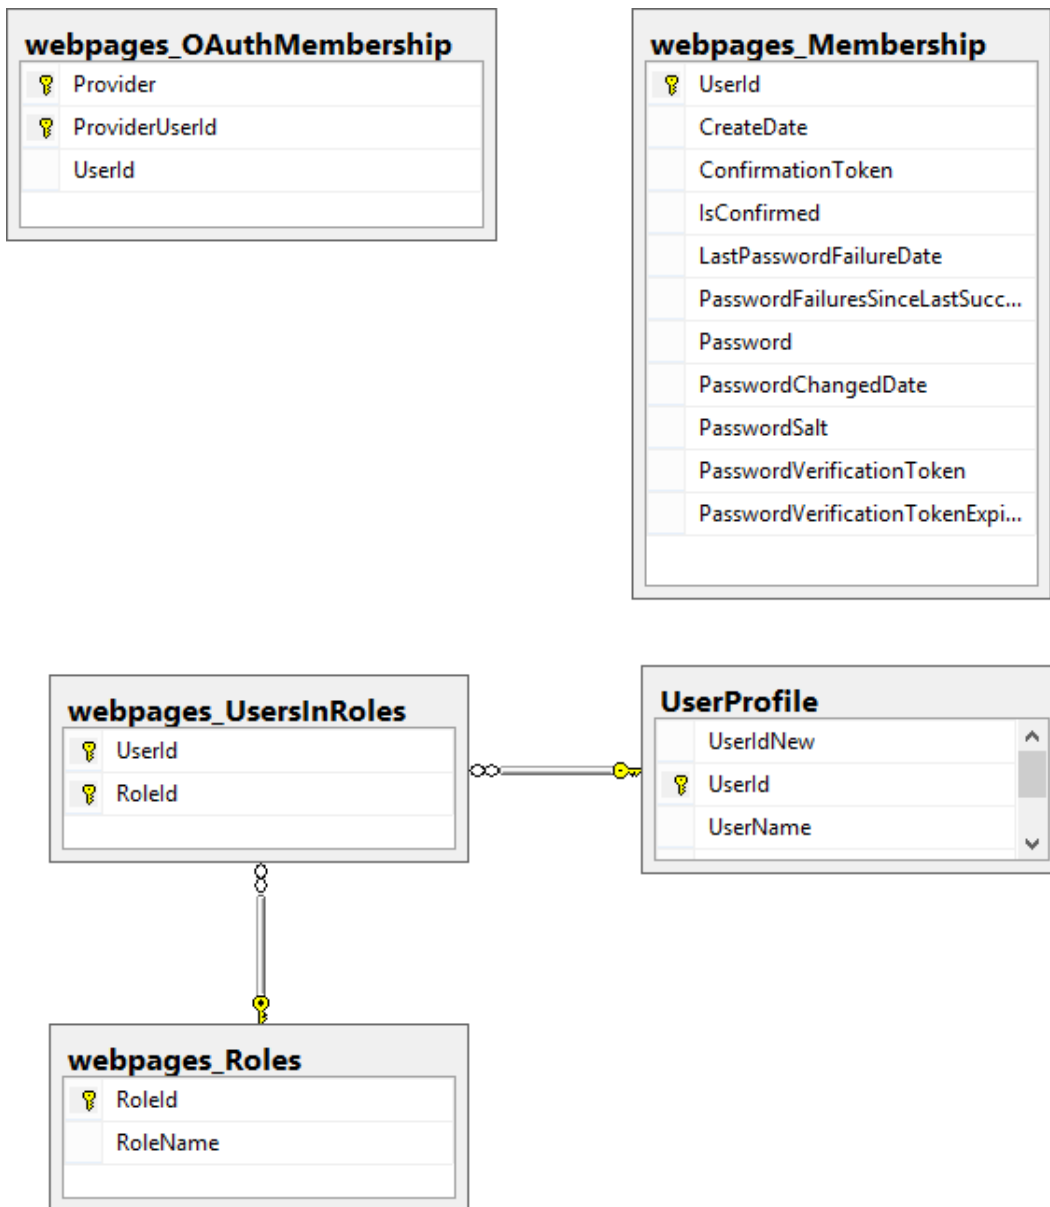 webpages_OAuthMembership
Provider
ProviderUserId
UserId
webpages_Membership
UserId
CreateDate
ConfirmationToken
IsConfirmed
LastPasswordFailureDate
PasswordFailuresSinceLastSucc...
Password
PasswordChangedDate
PasswordSalt
PasswordVerificationToken
PasswordVerificationTokenExpi...
webpages_UsersInRoles
UserId
RoleId
UserProfile
UserIdNew
UserId
UserName
webpages_Roles
RoleId
RoleName